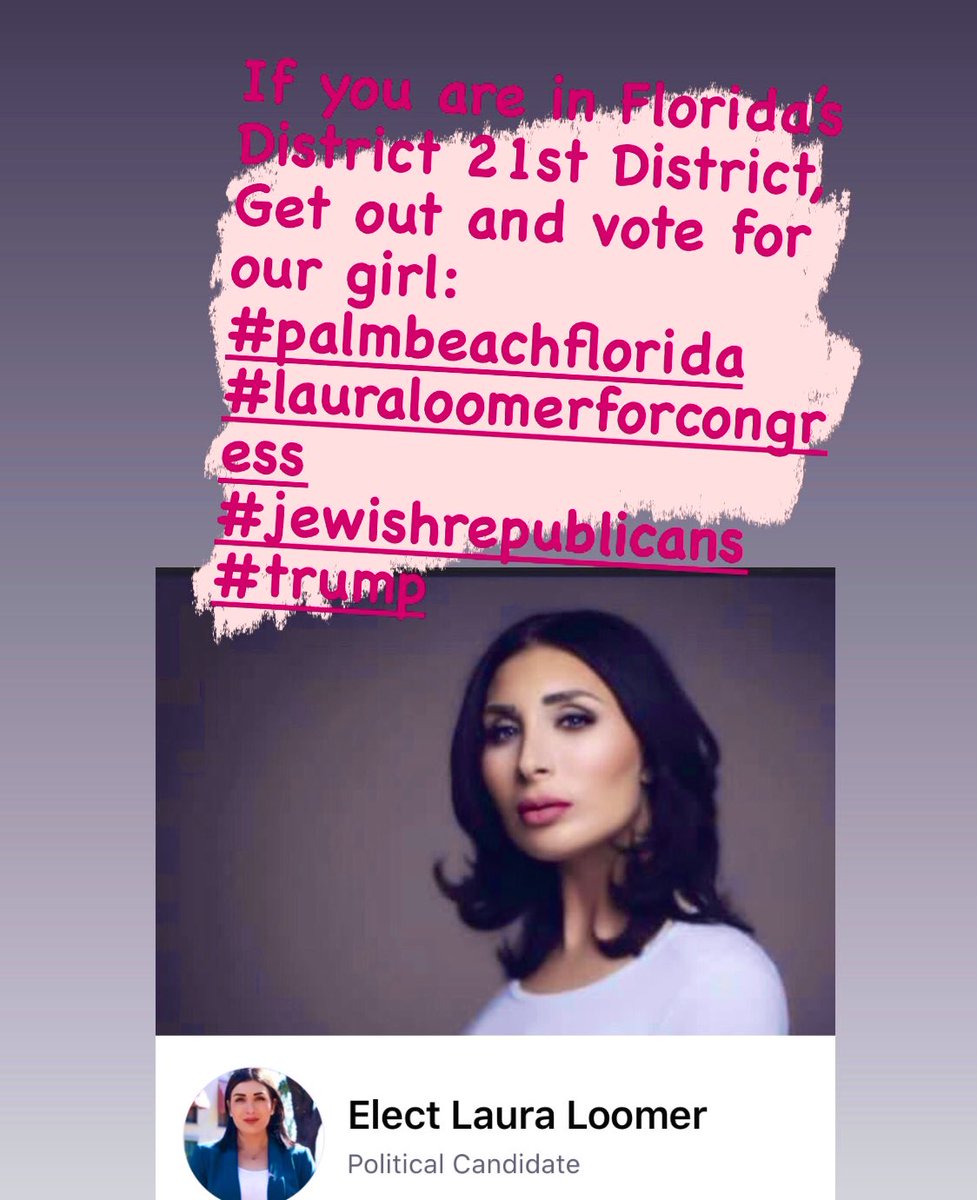 If you are in Florida's
District 21st District,
Get out and vote for
our girl:
#palmbeachflorida
#lauraloomerforcongr
ess
#jewishrepublicans
#trump
Elect Laura Loomer
Political Candidate